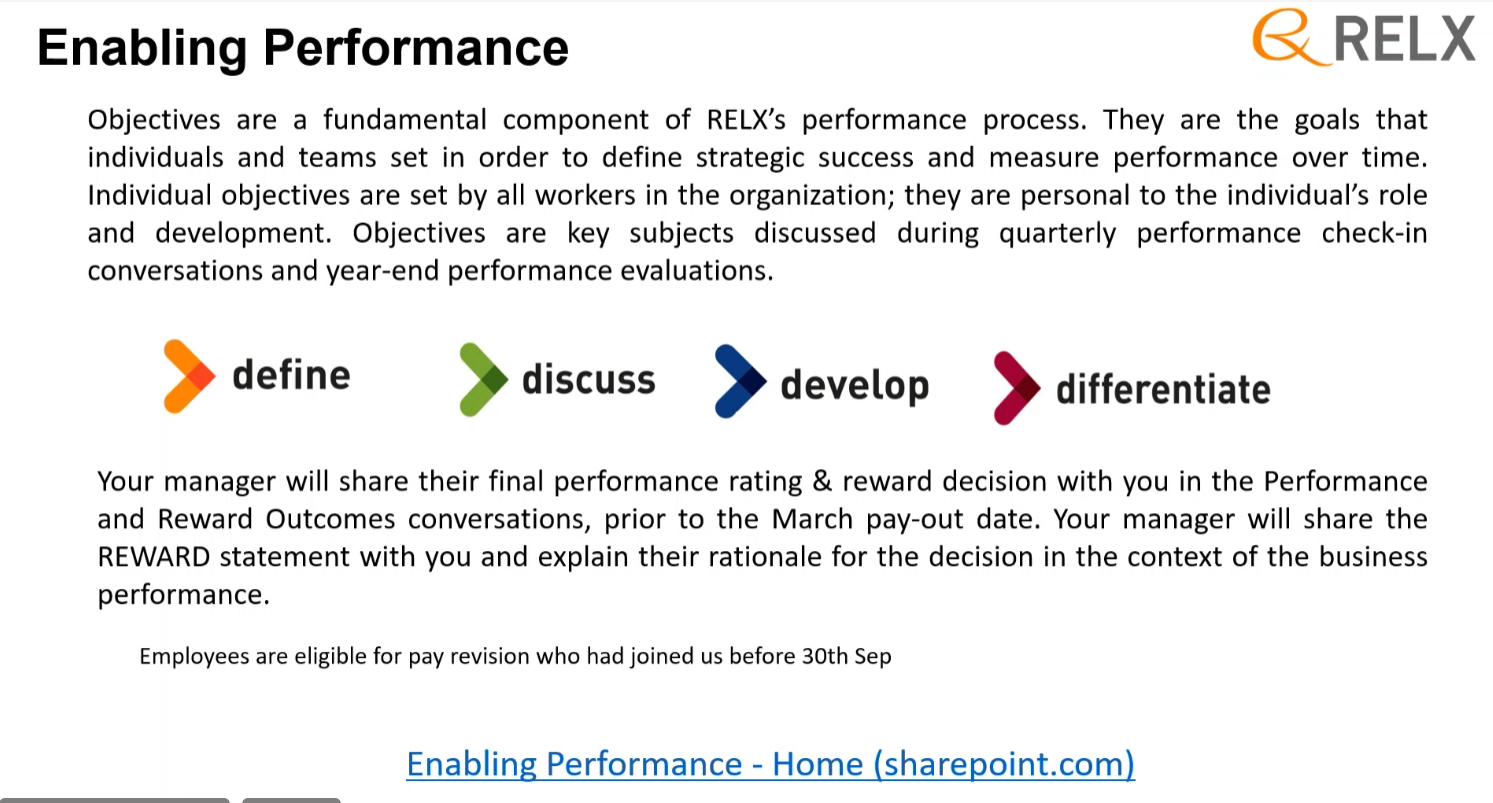 Enabling Performance
RELX
Objectives are a fundamental component of RELX’s performance process. They are the goals that
individuals and teams set in order to define strategic success and measure performance over time.
Individual objectives are set by all workers in the organization; they are personal to the individual’s role
and development. Objectives are key subjects discussed during quarterly performance check-in
conversations and year-end performance evaluations.
define
discuss
develop
differentiate
Your manager will share their final performance rating & reward decision with you in the Performance
and Reward Outcomes conversations, prior to the March pay-out date. Your manager will share the
REWARD statement with you and explain their rationale for the decision in the context of the business
performance.
Employees are eligible for pay revision who had joined us before 30th Sep
Enabling Performance - Home (sharepoint.com)